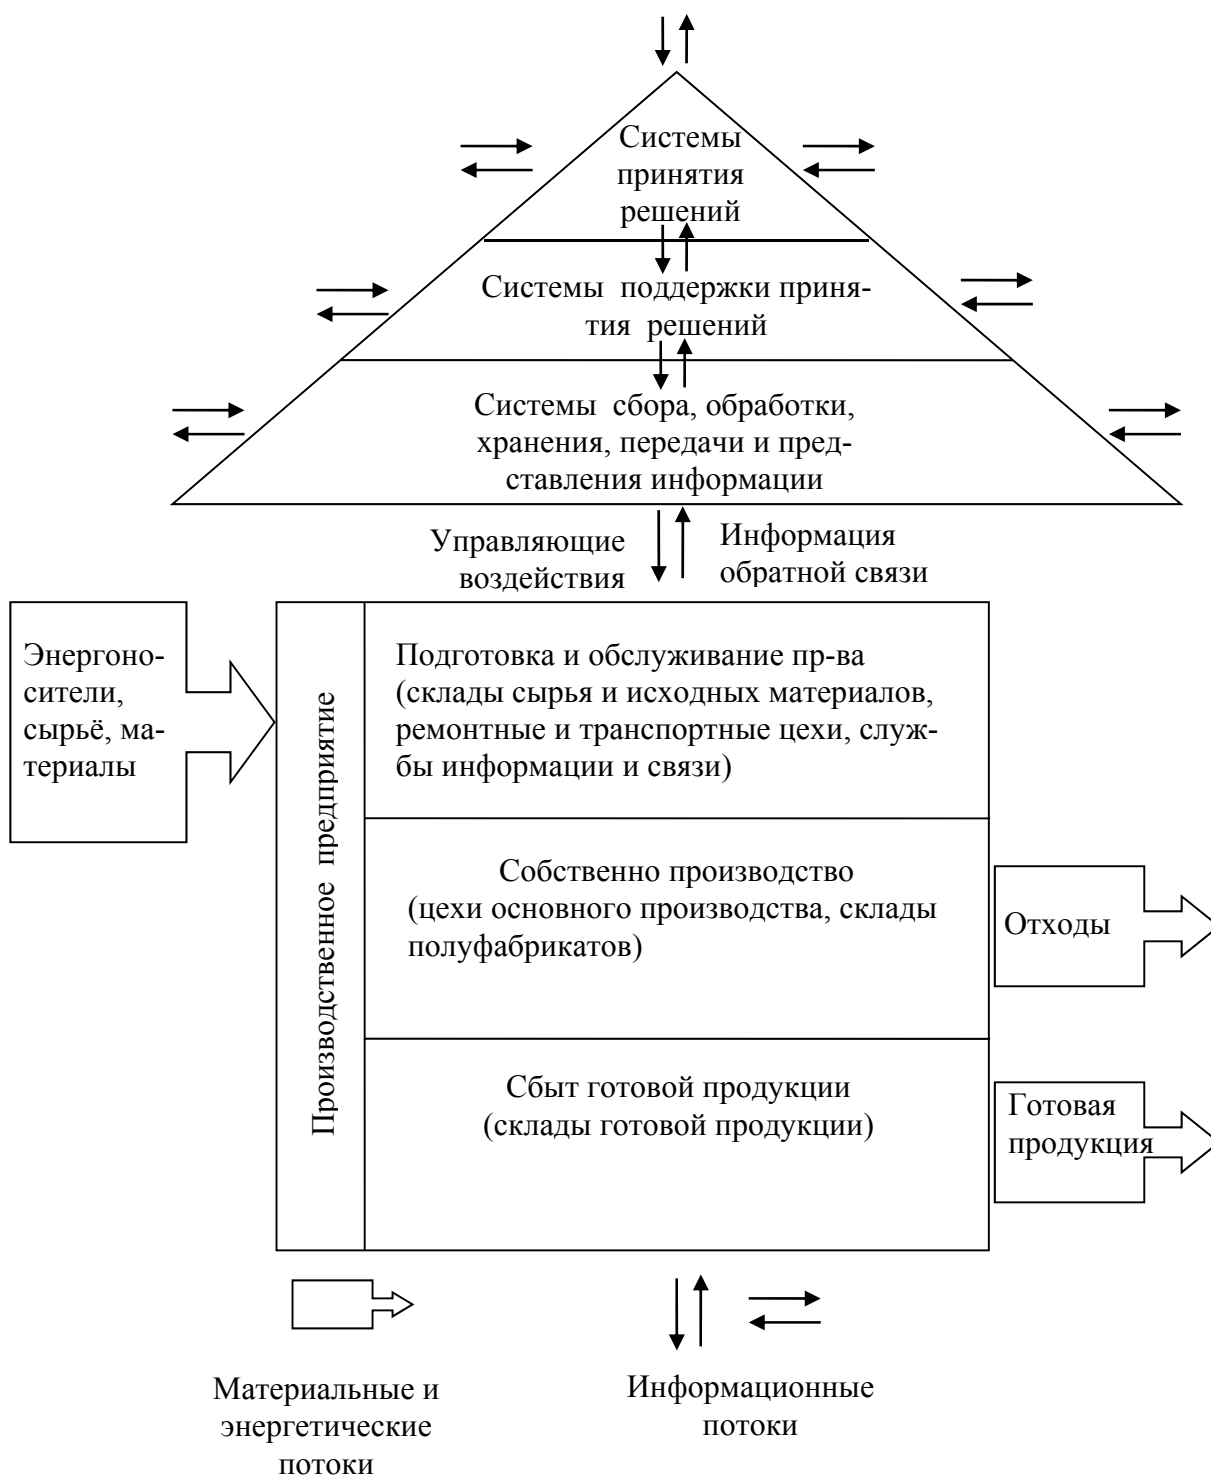 Системы
принятия
решений
Системы поддержки приня-
тия решений
Системы сбора, обработки,
хранения, передачи и пред-
ставления информации
Управляющие
воздействия
Информация
обратной связи
Энергоно-
сители,
сырьё, ма-
териалы
Производственное предприятие
Подготовка и обслуживание пр-ва
(склады сырья и исходных материалов,
ремонтные и транспортные цехи, служ-
бы информации и связи)
Собственно производство
(цехи основного производства, склады
полуфабрикатов)
Отходы
Сбыт готовой продукции
(склады готовой продукции)
Готовая
продукция
Материальные и
энергетические
потоки
Информационные
потоки